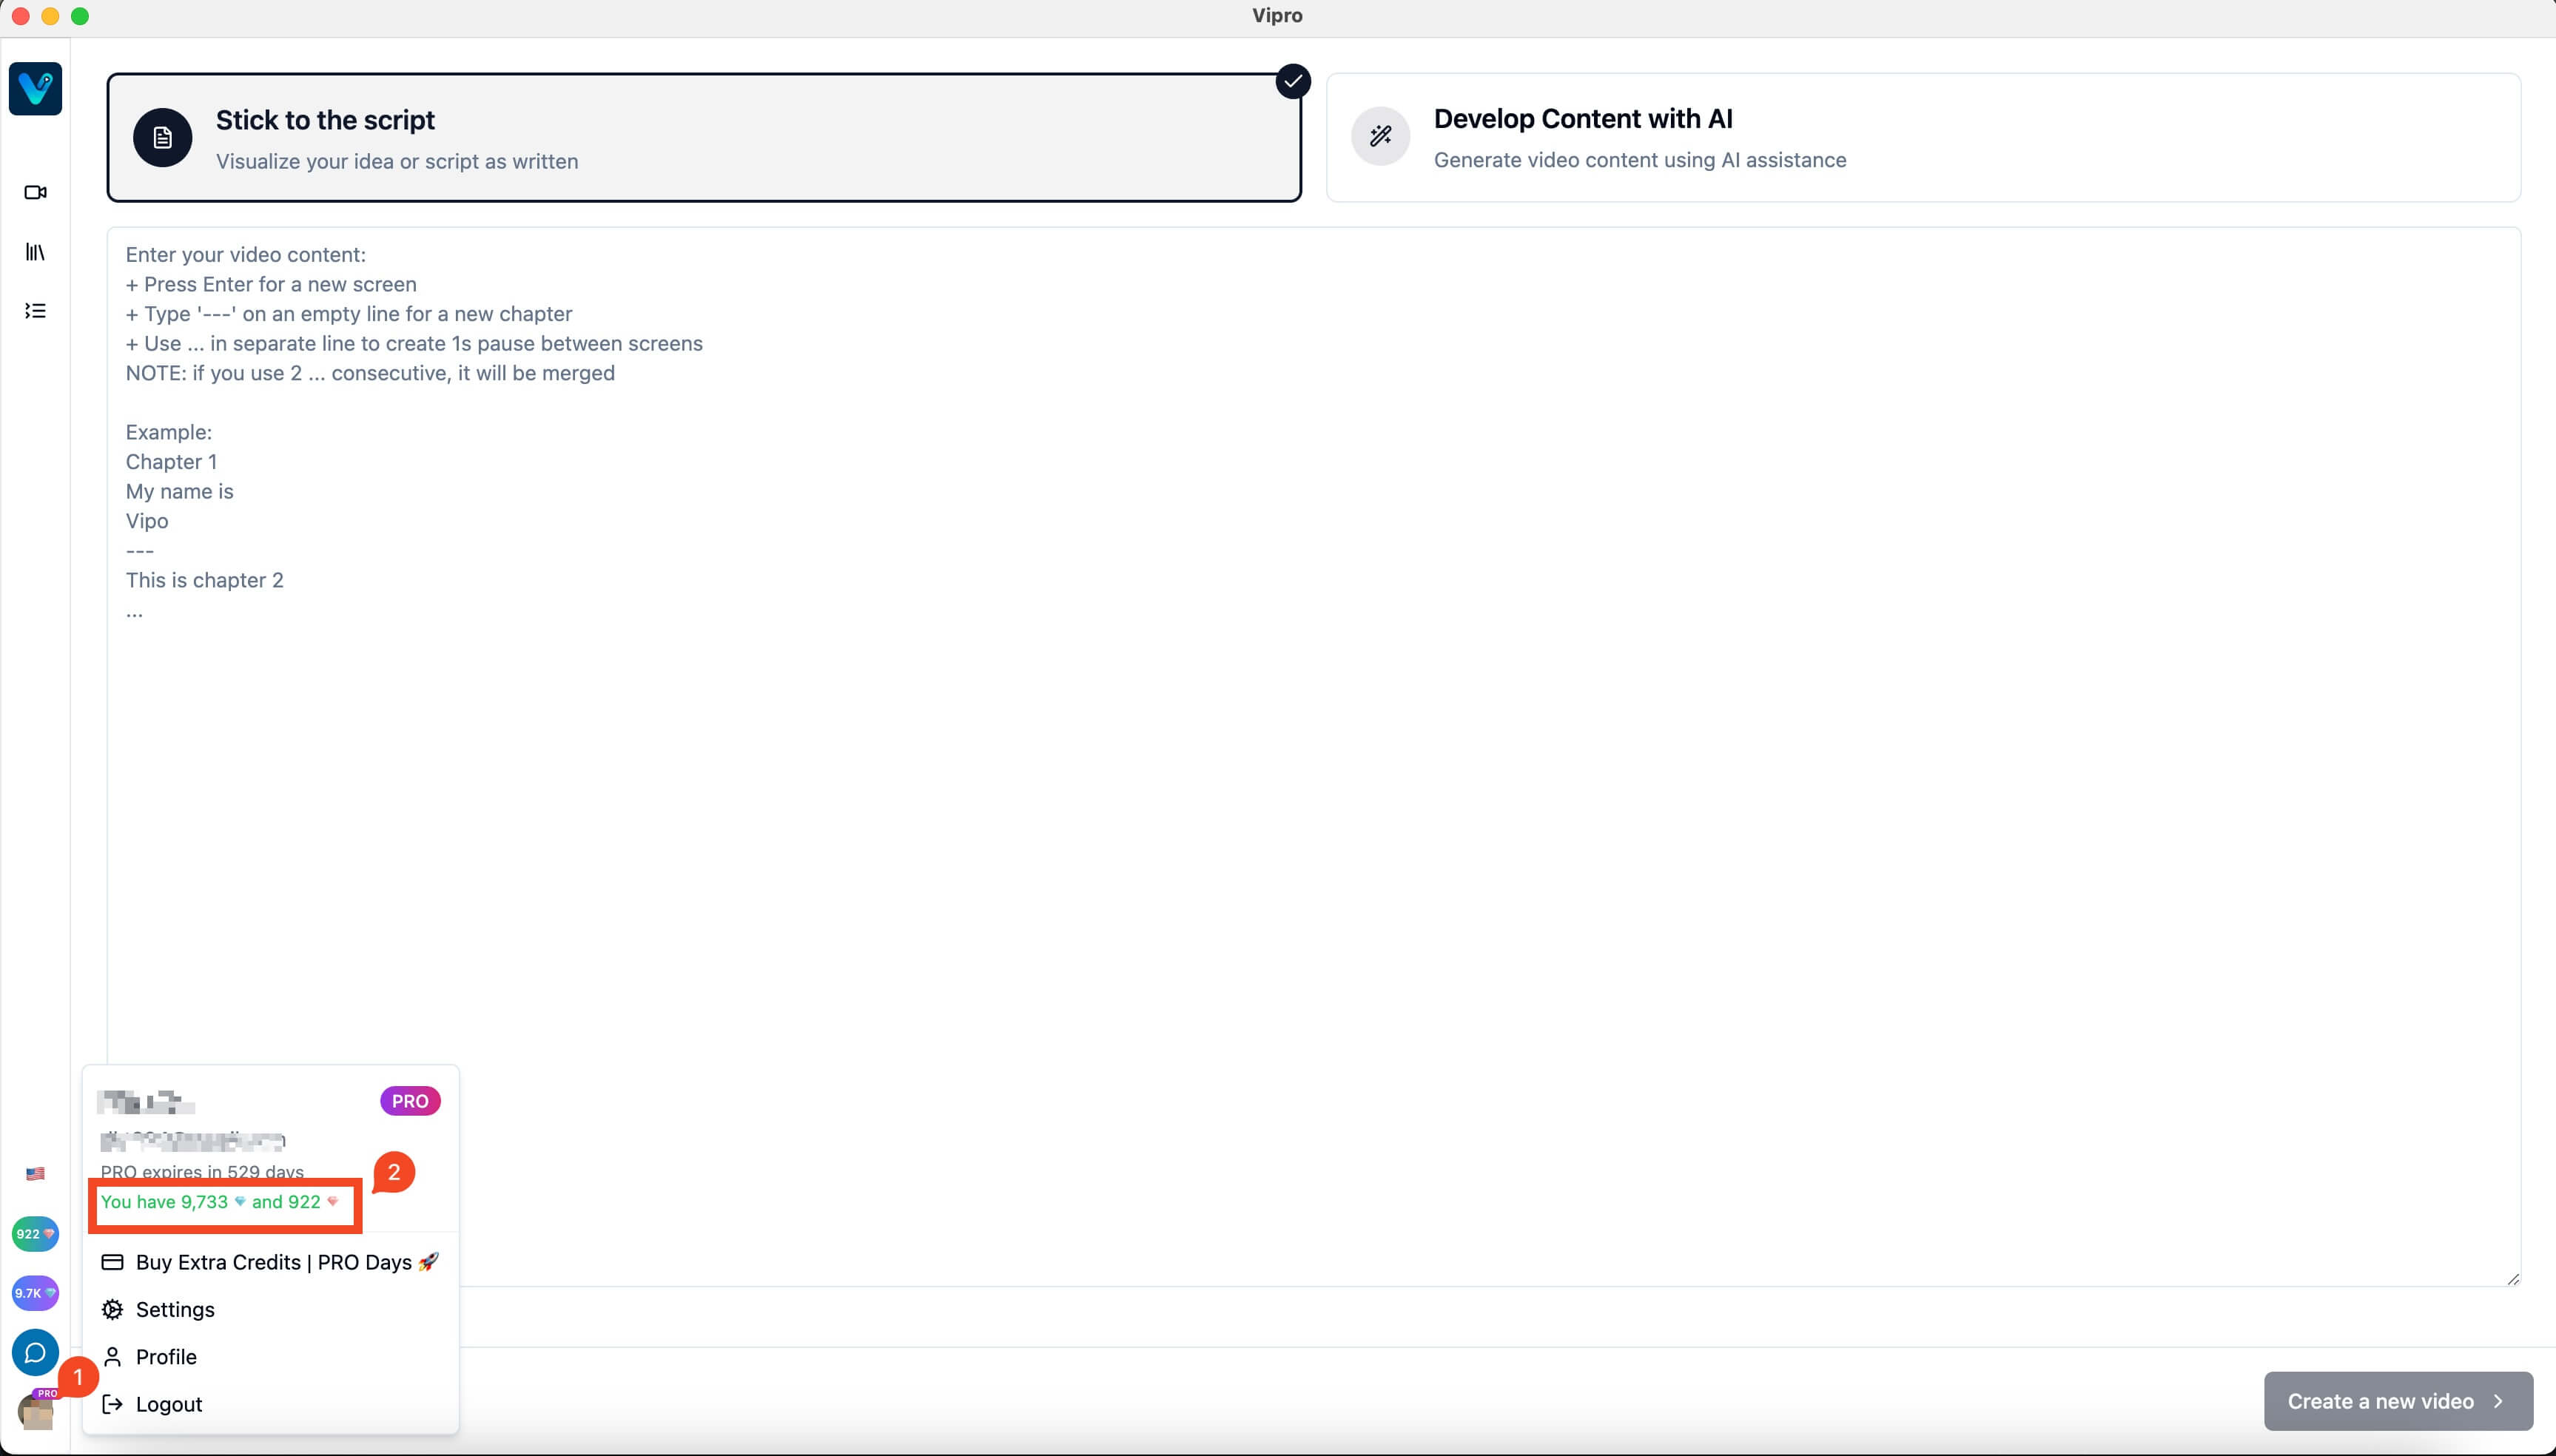 Vipro
Stick to the script
Visualize your idea or script as written
Develop Content with AI
Generate video content using AI assistance
Enter your video content:
+ Press Enter for a new screen
+ Type '---' on an empty line for a new chapter
+ Use ... in separate line to create 1s pause between screens
NOTE: if you use 2 ... consecutive, it will be merged
Example:
Chapter 1
My name is
Vipo
---
This is chapter 2
...
PRO
PRO expires in 529 days
2
You have 9,733 and 922
922
Buy Extra Credits | PRO Days 🚀
9.7K
Settings
Profile
1
PRO
Logout
Create a new video